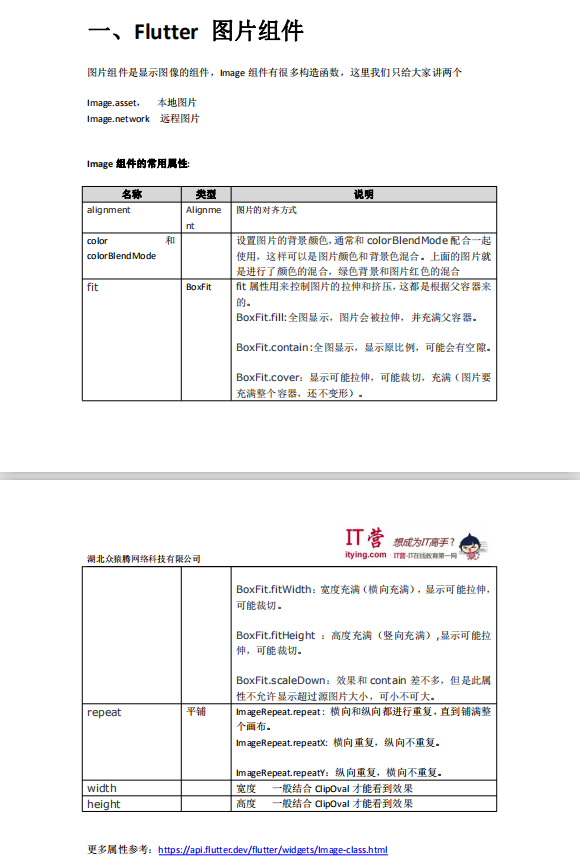 一、Flutter 图片组件
图片组件是显示图像的组件，Image 组件有很多构造函数，这里我们只给大家讲两个
Image.asset， 本地图片
Image.network 远程图片
Image 组件的常用属性:
名称 类型 说明
alignment Alignme 图片的对齐方式
nt
color 和 设置图片的背景颜色，通常和 colorBlendMode 配合一起
colorBlendMode 使用，这样可以是图片颜色和背景色混合。上面的图片就
是进行了颜色的混合，绿色背景和图片红色的混合
fit BoxFit fit 属性用来控制图片的拉伸和挤压，这都是根据父容器来
的。
BoxFit.fill:全图显示，图片会被拉伸，并充满父容器。
BoxFit.contain:全图显示，显示原比例，可能会有空隙。
BoxFit.cover：显示可能拉伸，可能裁切，充满（图片要
充满整个容器，还不变形）。
湖北众猿腾网络科技有限公司
IT营 想成为IT高手？
itying.com IT营-IT在线教育第一网
BoxFit.fitWidth：宽度充满（横向充满），显示可能拉伸，
可能裁切。
BoxFit.fitHeight ：高度充满（竖向充满）,显示可能拉
伸，可能裁切。
BoxFit.scaleDown：效果和 contain 差不多，但是此属
性不允许显示超过源图片大小，可小不可大。
repeat 平铺 ImageRepeat.repeat : 横向和纵向都进行重复，直到铺满整
个画布。
ImageRepeat.repeatX: 横向重复，纵向不重复。
ImageRepeat.repeatY：纵向重复，横向不重复。
width 宽度 一般结合 ClipOval 才能看到效果
height 高度 一般结合 ClipOval 才能看到效果
更多属性参考：https://api.flutter.dev/flutter/widgets/Image-class.html